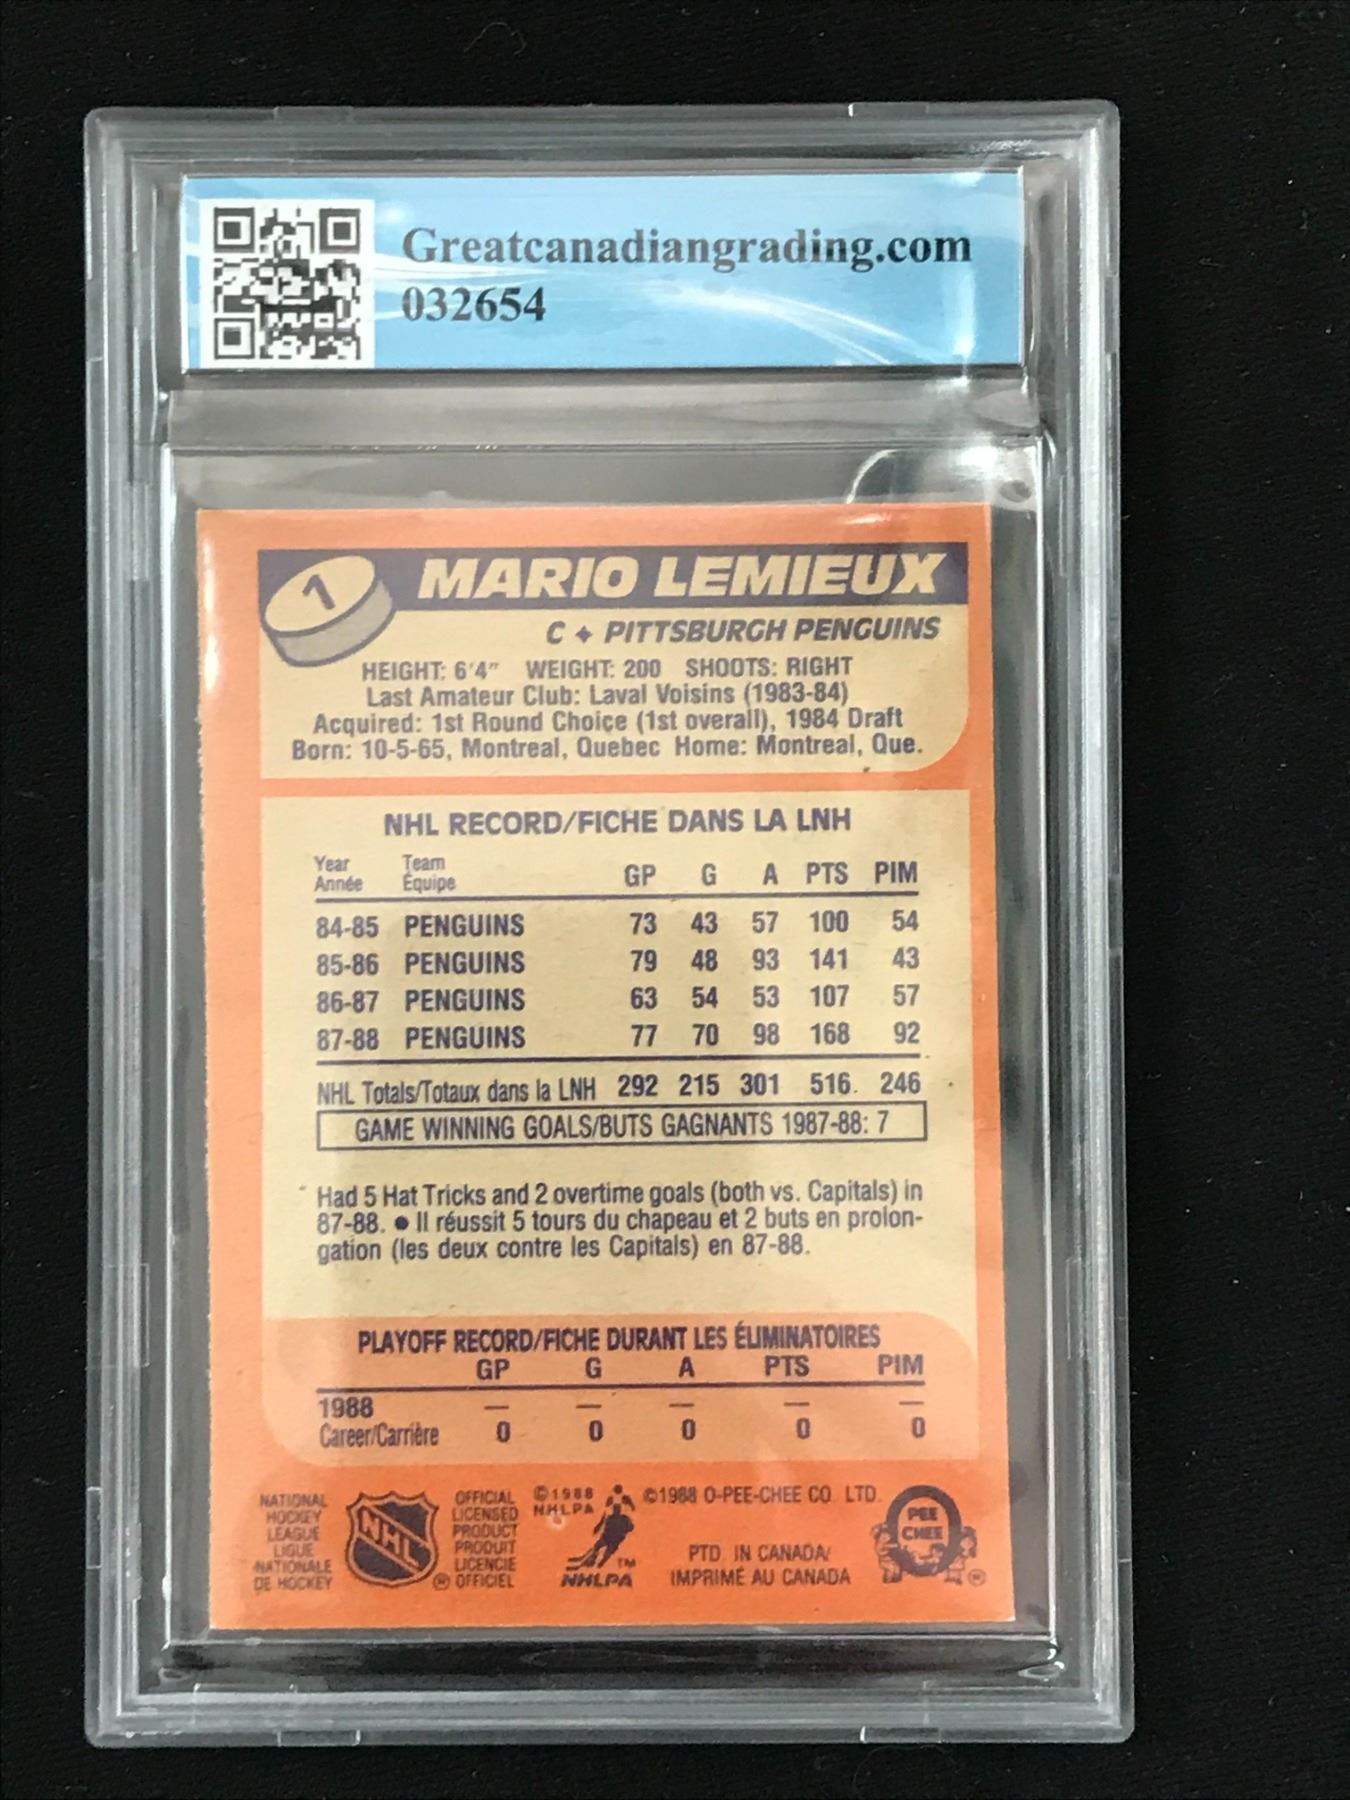 Greatcanadiangrading.com
032654
1
MARIO LEMIEUX
C ✦ PITTSBURGH PENGUINS
HEIGHT: 6'4" WEIGHT: 200 SHOOTS: RIGHT
Last Amateur Club: Laval Voisins (1983-84)
Acquired: 1st Round Choice (1st overall), 1984 Draft
Born: 10-5-65, Montreal, Quebec Home: Montreal, Que.
NHL RECORD/FICHE DANS LA LNH
Year Team
Année Équipe GP G A PTS PIM
84-85 PENGUINS 73 43 57 100 54
85-86 PENGUINS 79 48 93 141 43
86-87 PENGUINS 63 54 53 107 57
87-88 PENGUINS 77 70 98 168 92
NHL Totals/Totaux dans la LNH 292 215 301 516 246
GAME WINNING GOALS/BUTS GAGNANTS 1987-88: 7
Had 5 Hat Tricks and 2 overtime goals (both vs. Capitals) in
87-88. ● Il réussit 5 tours du chapeau et 2 buts en prolon-
gation (les deux contre les Capitals) en 87-88.
PLAYOFF RECORD/FICHE DURANT LES ÉLIMINATOIRES
GP G A PTS PIM
1988 — — — — —
Career/Carrière 0 0 0 0 0
NATIONAL
HOCKEY
LEAGUE
LIGUE
NATIONALE
DE HOCKEY
NHL
®
OFFICIAL
LICENSED
PRODUCT
PRODUIT
LICENCIE
OFFICIEL
©1988
NHLPA
TM
NHLPA
©1988 O-PEE-CHEE CO. LTD.
PTD. IN CANADA/
IMPRIMÉ AU CANADA
O
PEE
CHEE
®